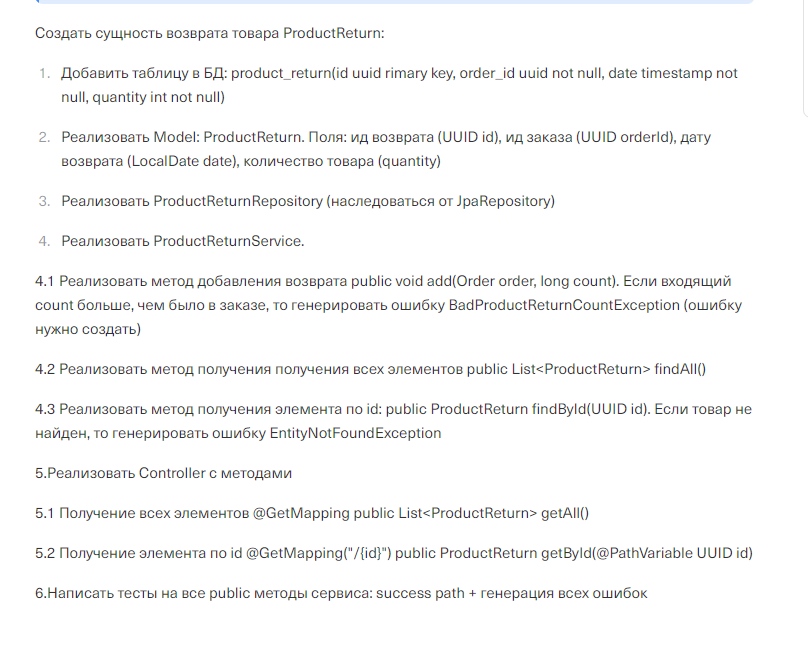 Создать сущность возврата товара ProductReturn:
1. Добавить таблицу в БД: product_return(id uuid rimary key, order_id uuid not null, date timestamp not
null, quantity int not null)
2. Реализовать Model: ProductReturn. Поля: ид возврата (UUID id), ид заказа (UUID orderId), дату
возврата (LocalDate date), количество товара (quantity)
3. Реализовать ProductReturnRepository (наследоваться от JpaRepository)
4. Реализовать ProductReturnService.
4.1 Реализовать метод добавления возврата public void add(Order order, long count). Если входящий
count больше, чем было в заказе, то генерировать ошибку BadProductReturnCountException (ошибку
нужно создать)
4.2 Реализовать метод получения получения всех элементов public List<ProductReturn> findAll()
4.3 Реализовать метод получения элемента по id: public ProductReturn findById(UUID id). Если товар не
найден, то генерировать ошибку EntityNotFoundException
5.Реализовать Controller с методами
5.1 Получение всех элементов @GetMapping public List<ProductReturn> getAll()
5.2 Получение элемента по id @GetMapping("/{id}") public ProductReturn getById(@PathVariable UUID id)
6.Написать тесты на все public методы сервиса: success path + генерация всех ошибок